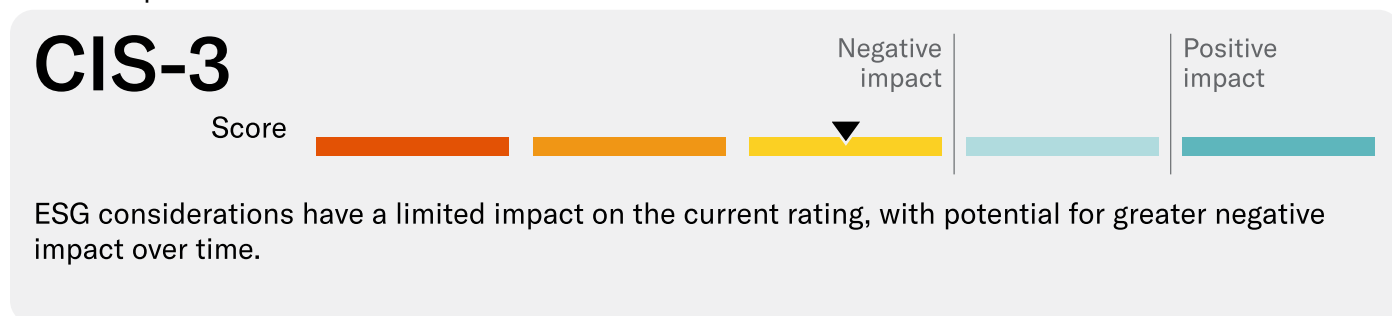 CIS-3
Score
Negative
impact
Positive
impact
ESG considerations have a limited impact on the current rating, with potential for greater negative
impact over time.